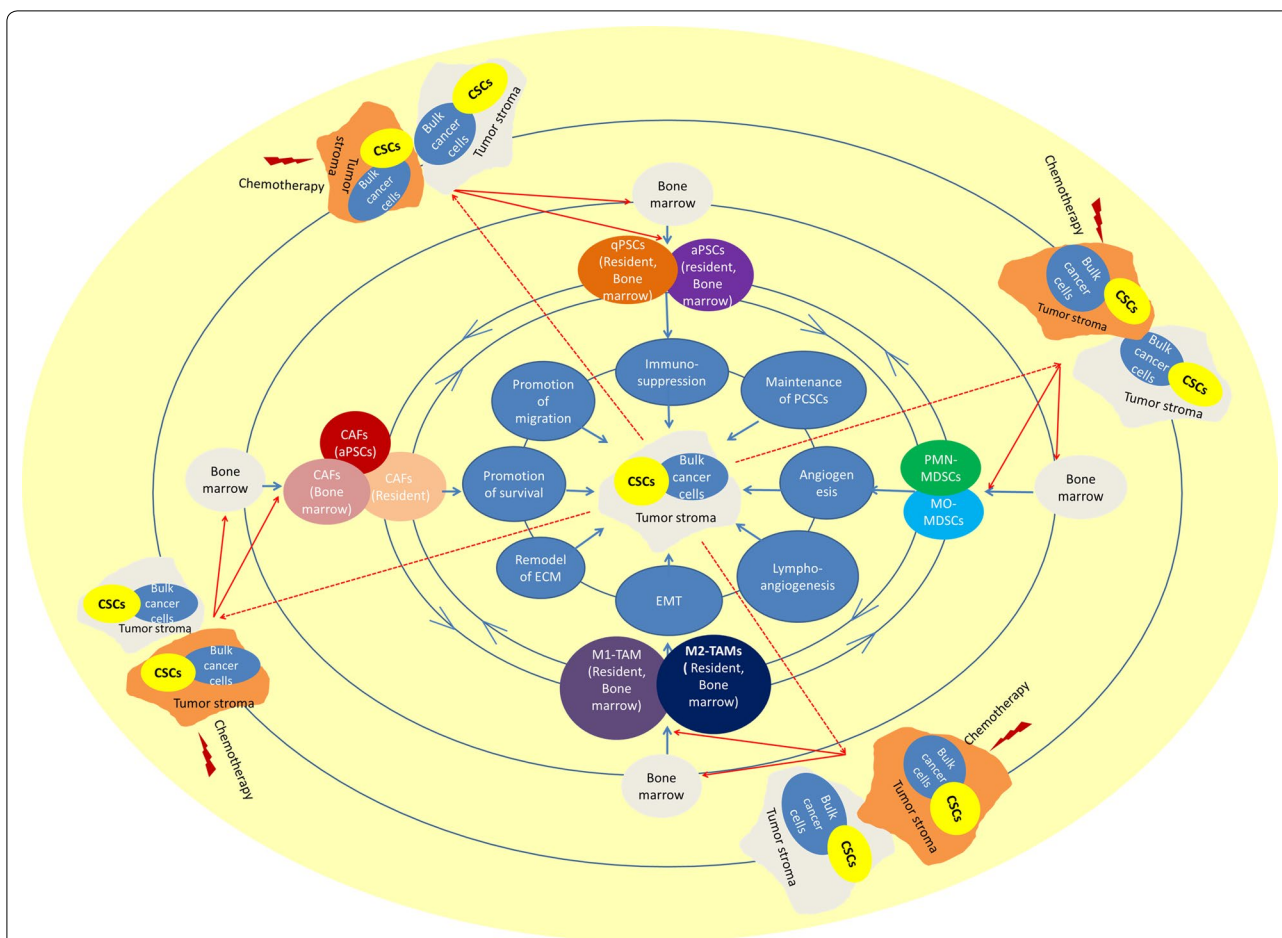 CSCs
Bulk
cancer
cells
Tumor stroma
CSCs
Bulk
cancer
cells
Tumor
stroma
Chemotherapy
Bone
marrow
qPSCs
(Resident,
Bone
marrow)
aPSCs
(resident,
Bone
marrow)
Chemotherapy
Bulk
cancer
cells
CSCs
Tumor stroma
Bulk
cancer
cells
CSCs
Tumor stroma
Immuno-
suppression
Promotion
of
migration
Maintenance
of PCSCs
CAFs
(aPSCs)
CAFs
(Bone
marrow)
CAFs
(Resident)
Bone
marrow
Promotion
of survival
CSCs
Bulk
cancer
cells
Tumor stroma
Angiogen
esis
PMN-
MDSCs
MO-
MDSCs
Bone
marrow
Remodel
of ECM
EMT
Lympho-
angiogenesis
CSCs
Bulk
cancer
cells
Tumor stroma
CSCs
Bulk
cancer
cells
Tumor stroma
Chemotherapy
M1-TAM
(Resident,
Bone
marrow)
M2-TAMs
( Resident,
Bone
marrow)
Bone
marrow
Chemotherapy
Bulk
cancer
cells
CSCs
Tumor stroma
Bulk
cancer
cells
CSCs
Tumor stroma